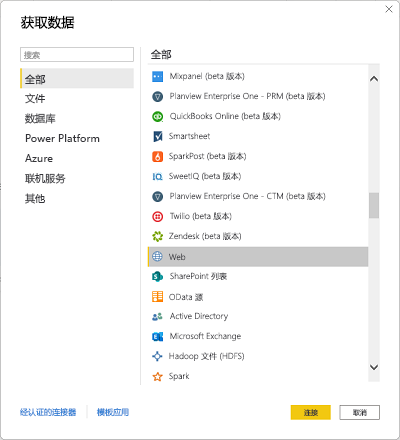 获取数据
搜索
全部
文件
数据库
Power Platform
Azure
联机服务
其他
全部
Mixpanel (beta 版本)
Planview Enterprise One - PRM (beta 版本)
QuickBooks Online (beta 版本)
Smartsheet
SparkPost (beta 版本)
SweetIQ (beta 版本)
Planview Enterprise One - CTM (beta 版本)
Twilio (beta 版本)
Zendesk (beta 版本)
Web
SharePoint 列表
OData 源
Active Directory
Microsoft Exchange
Hadoop 文件 (HDFS)
Spark
经认证的连接器
模板应用
连接
取消